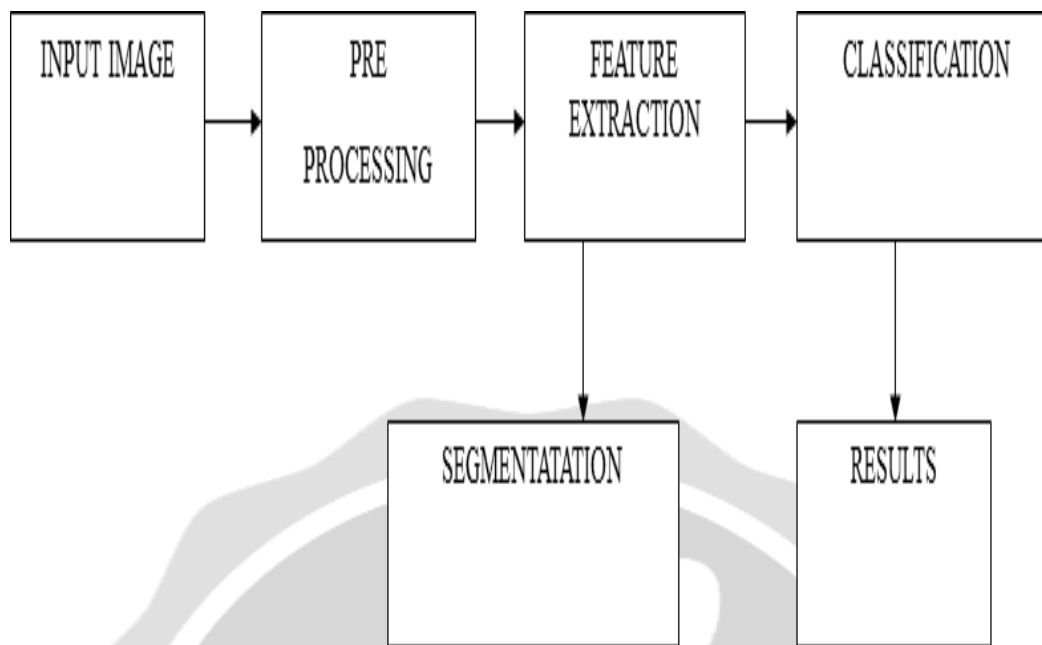 INPUT IMAGE
PRE
PROCESSING
FEATURE
EXTRACTION
CLASSIFICATION
SEGMENTATATION
RESULTS